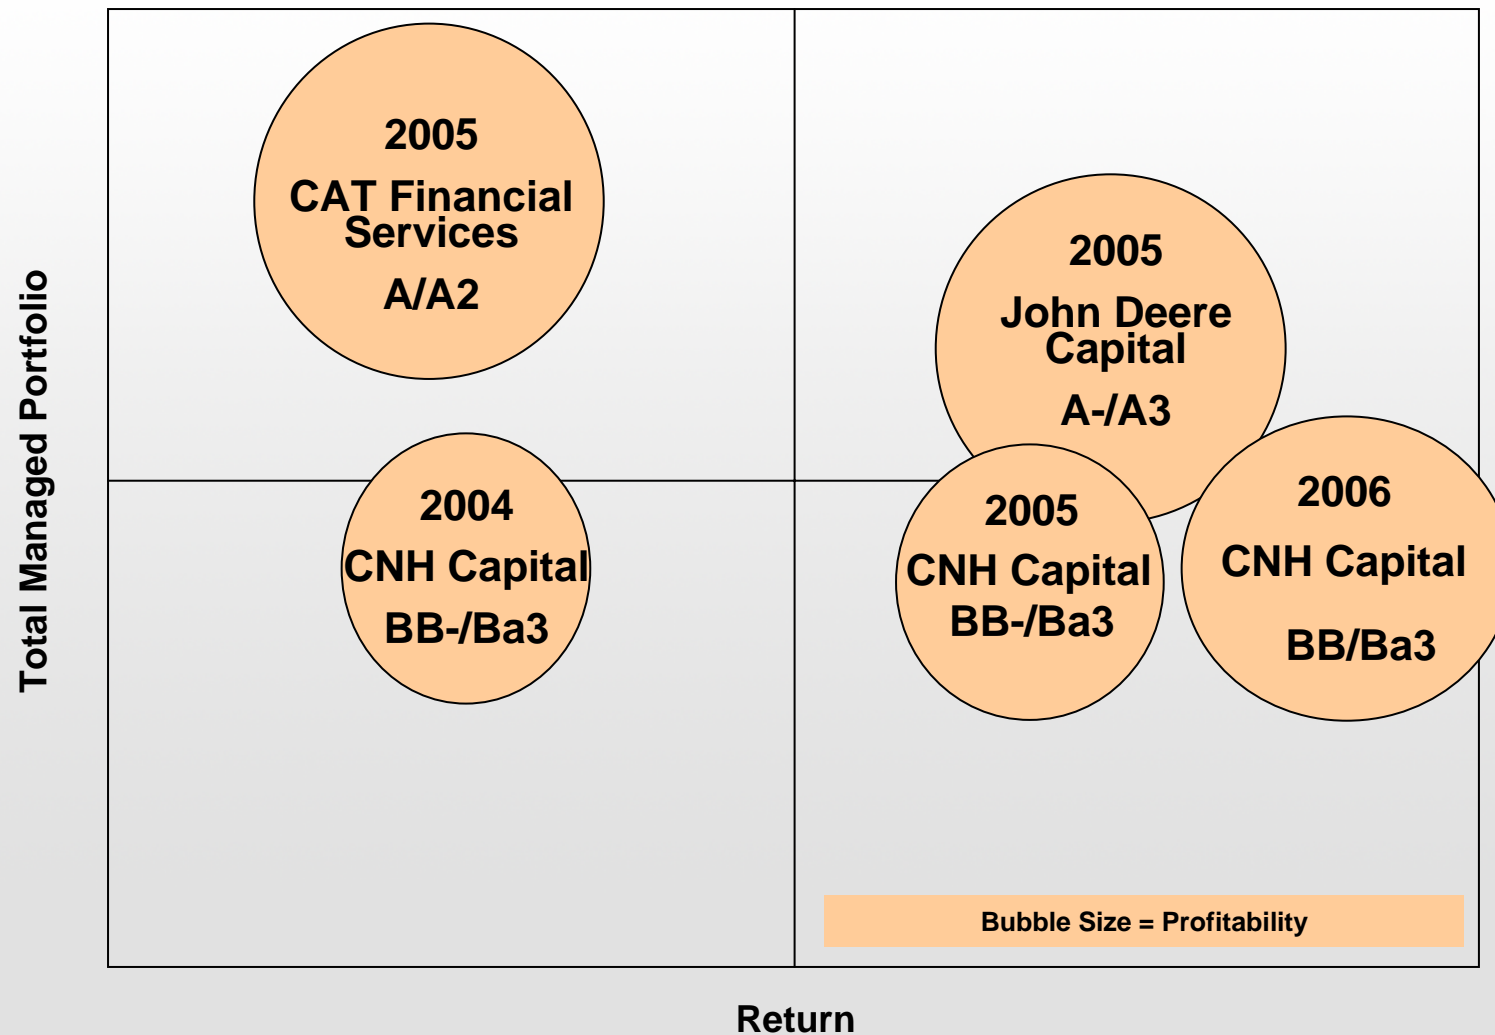 Total Managed Portfolio
2005
CAT Financial
Services
A/A2
2005
John Deere
Capital
A-/A3
2004
CNH Capital
BB-/Ba3
2005
CNH Capital
BB-/Ba3
2006
CNH Capital
BB/Ba3
Bubble Size = Profitability
Return